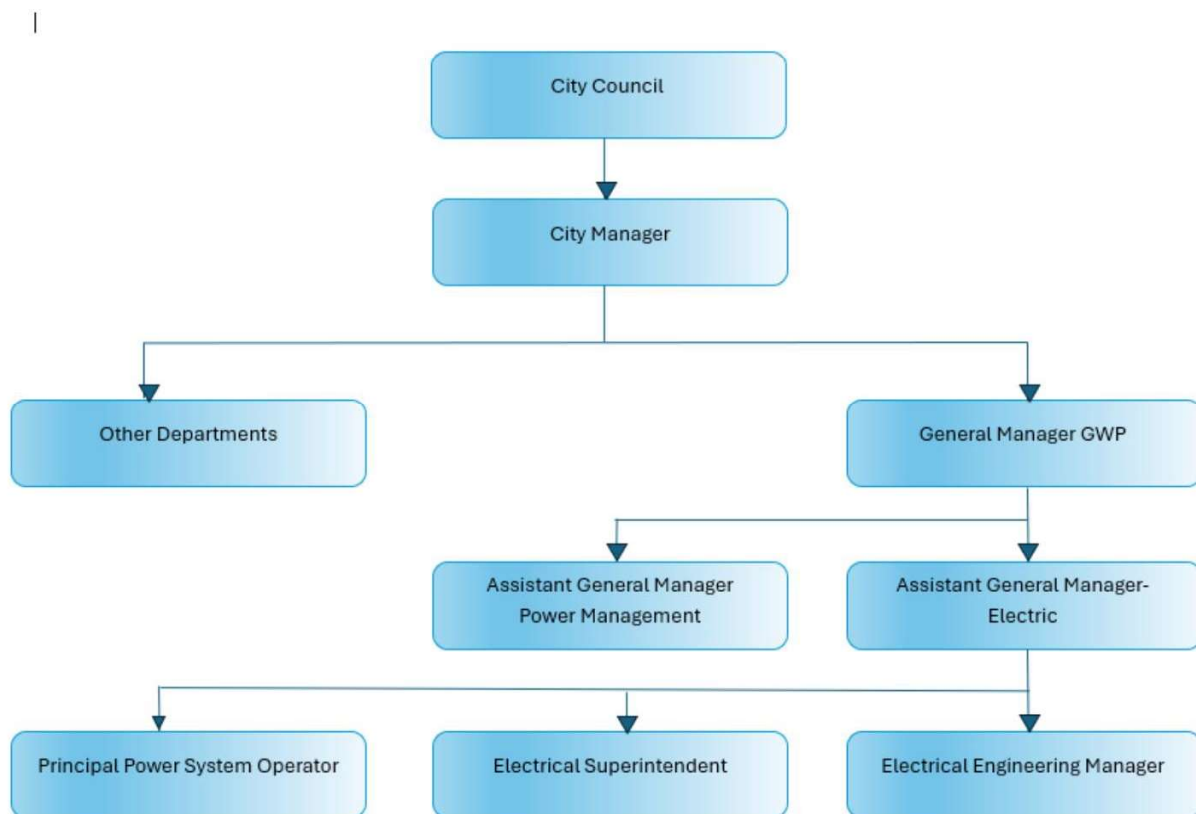 City Council
City Manager
Other Departments
General Manager GWP
Assistant General Manager
Power Management
Assistant General Manager-
Electric
Principal Power System Operator
Electrical Superintendent
Electrical Engineering Manager